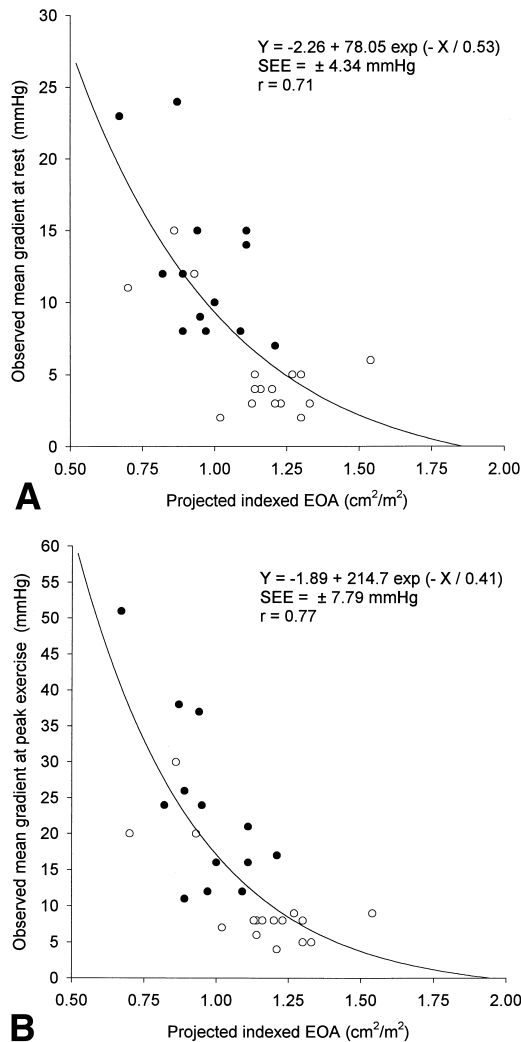 Y = -2.26 + 78.05 exp (- X / 0.53)
SEE = ± 4.34 mmHg
r = 0.71
Observed mean gradient at rest (mmHg)
30
25
20
15
10
5
0
0.50 0.75 1.00 1.25 1.50 1.75 2.00
Projected indexed EOA (cm²/m²)
A
Y = -1.89 + 214.7 exp (- X / 0.41)
SEE = ± 7.79 mmHg
r = 0.77
Observed mean gradient at peak exercise (mmHg)
60
55
50
45
40
35
30
25
20
15
10
5
0
0.50 0.75 1.00 1.25 1.50 1.75 2.00
Projected indexed EOA (cm²/m²)
B